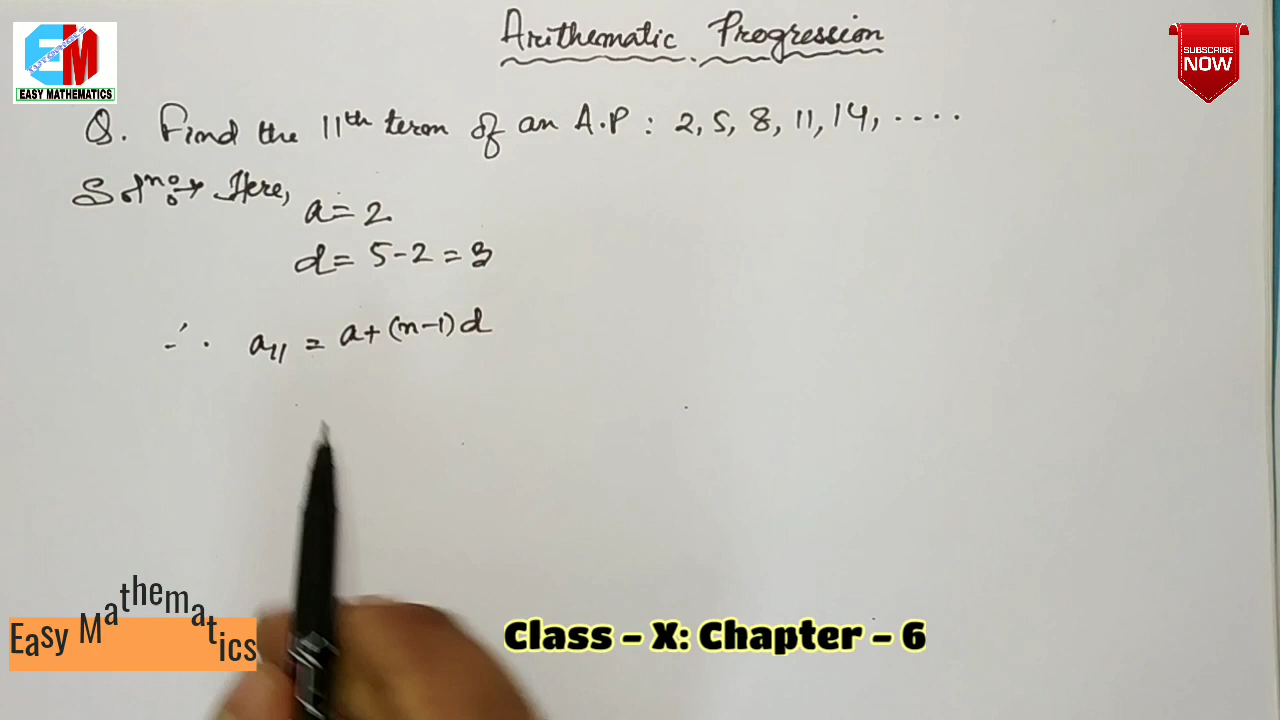 Arithematic Progression
SUBSCRIBE
NOW
EM
EASY MATHEMATICS
Q. Find the 11th term of an A.P : 2, 5, 8, 11, 14, ....
Solnº→ Here,
a = 2
d = 5 - 2 = 3
∴ a₁₁ = a + (n-1) d
Easy Mathematics
Class - X: Chapter - 6